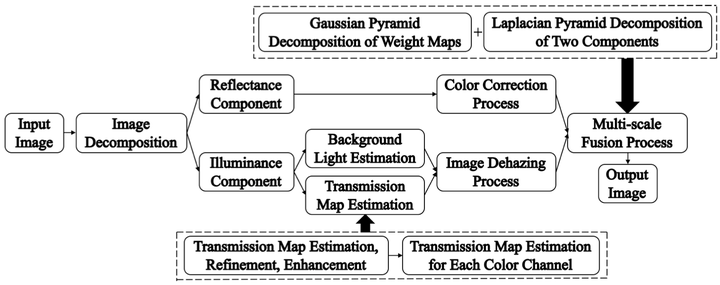 Gaussian Pyramid
Decomposition of Weight Maps
+
Laplacian Pyramid Decomposition
of Two Components
Reflectance
Component
Color Correction
Process
Input
Image
Image
Decomposition
Multi-scale
Fusion Process
Background
Light Estimation
Illuminance
Component
Image Dehazing
Process
Transmission
Map Estimation
Output
Image
Transmission Map Estimation,
Refinement, Enhancement
Transmission Map Estimation
for Each Color Channel